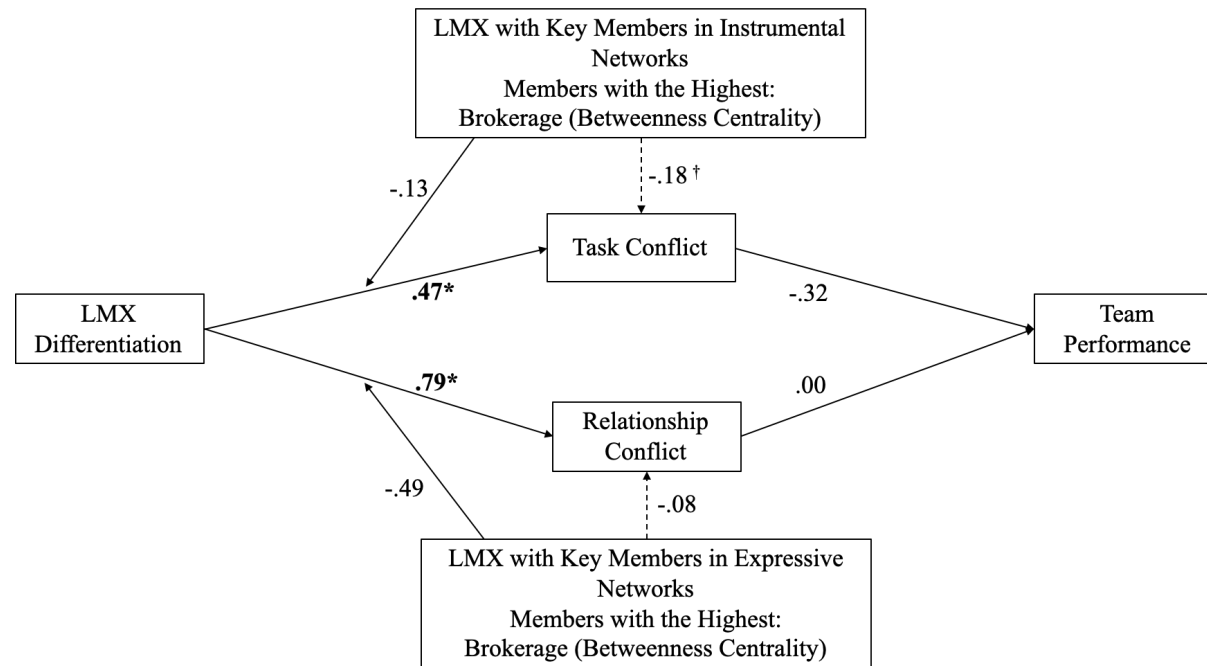 LMX with Key Members in Instrumental
Networks
Members with the Highest:
Brokerage (Betweenness Centrality)
-.13
-.18 †
Task Conflict
.47*
-.32
LMX
Differentiation
Team
Performance
.79*
.00
Relationship
Conflict
-.49
-.08
LMX with Key Members in Expressive
Networks
Members with the Highest:
Brokerage (Betweenness Centrality)